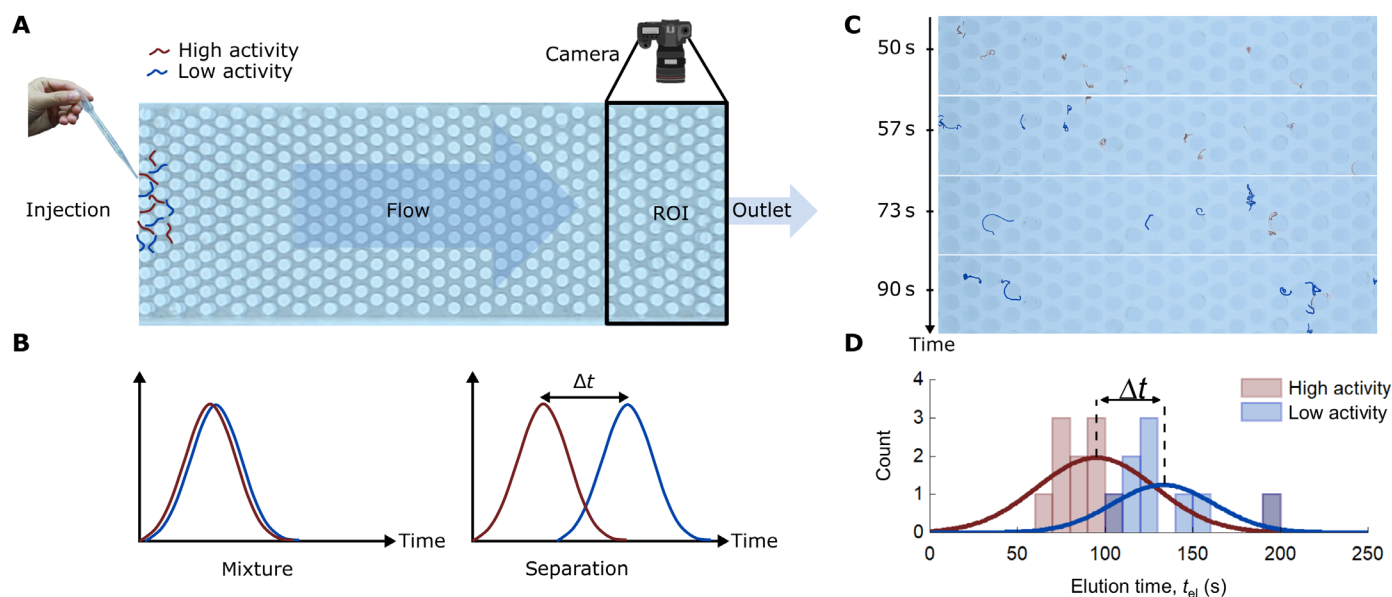 A
High activity
Low activity
Camera
Injection
Flow
ROI
Outlet
B
Δt
Time
Mixture
Δt
Time
Separation
C
50 s
57 s
73 s
90 s
Time
D
Δt
High activity
Low activity
Count
4
3
2
1
0
0 50 100 150 200 250
Elution time, tel (s)